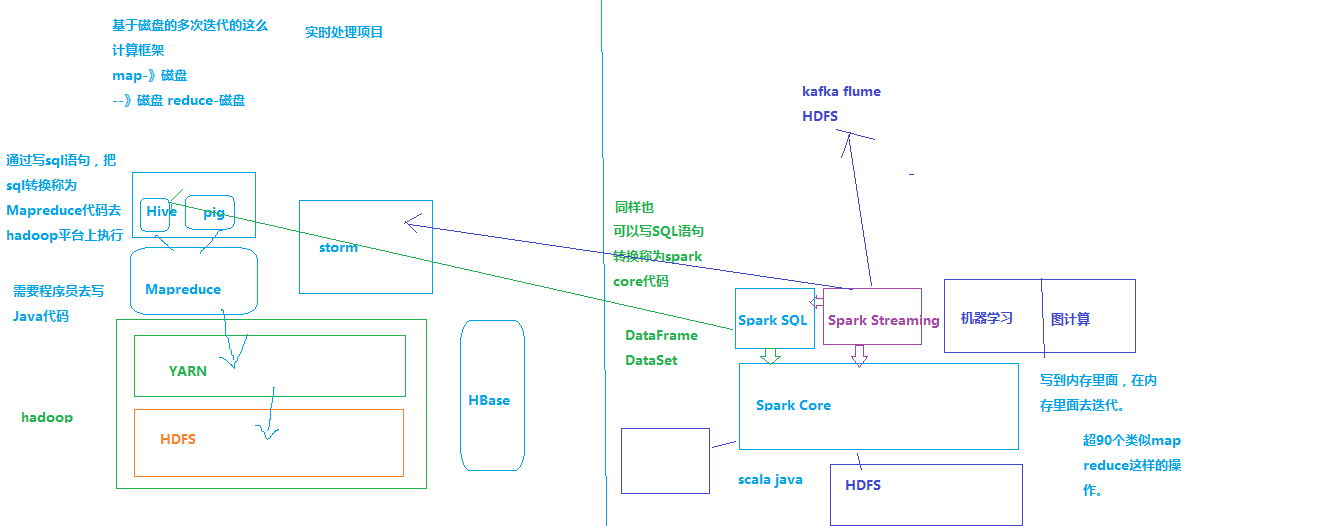 基于磁盘的多次迭代的这么
计算框架
map-》磁盘
--》磁盘 reduce-磁盘
实时处理项目
通过写sql语句，把
sql转换称为
Mapreduce代码去
hadoop平台上执行
Hive
pig
storm
Mapreduce
需要程序员去写
Java代码
YARN
hadoop
HDFS
HBase
kafka flume
HDFS
同样也
可以写SQL语句
转换称为spark
core代码
Spark SQL
Spark Streaming
机器学习
图计算
DataFrame
DataSet
Spark Core
写到内存里面，在内
存里面去迭代。
超90个类似map
reduce这样的操
作。
scala java
HDFS